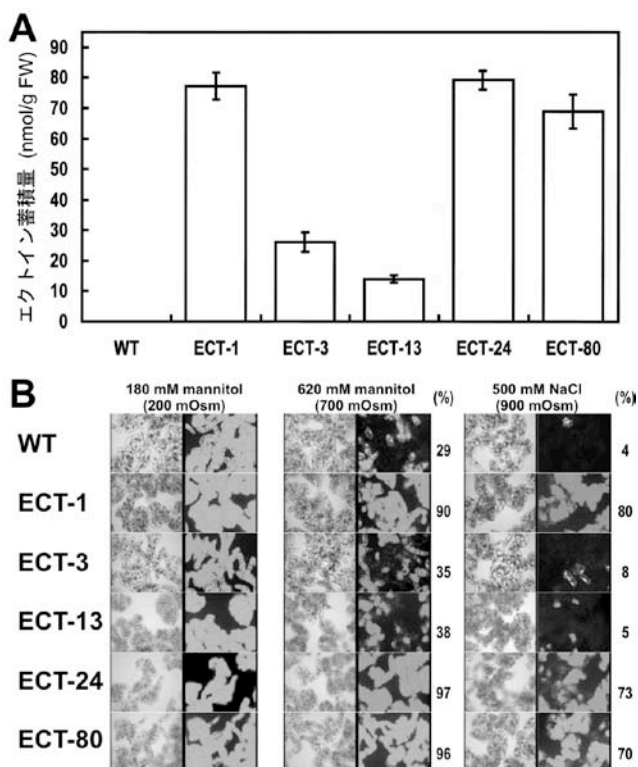 A
エクトイン蓄積量 (nmol/g FW)
90
80
70
60
50
40
30
20
10
0
WT ECT-1 ECT-3 ECT-13 ECT-24 ECT-80
B
180 mM mannitol 620 mM mannitol (%) 500 mM NaCl (%)
(200 mOsm) (700 mOsm) (900 mOsm)
WT 29 4
ECT-1 90 80
ECT-3 35 8
ECT-13 38 5
ECT-24 97 73
ECT-80 96 70